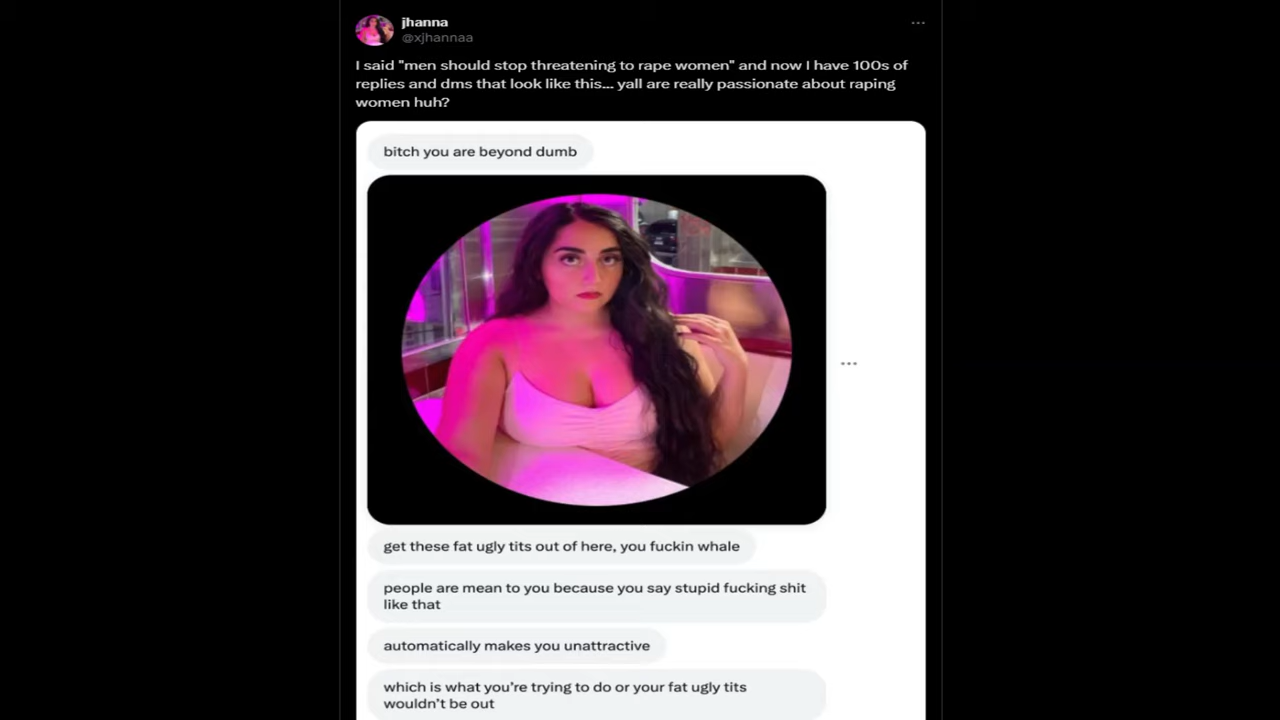 jhanna
@xjhannaa
I said "men should stop threatening to rape women" and now I have 100s of
replies and dms that look like this... yall are really passionate about raping
women huh?
bitch you are beyond dumb
get these fat ugly tits out of here, you fuckin whale
people are mean to you because you say stupid fucking shit
like that
automatically makes you unattractive
which is what you're trying to do or your fat ugly tits
wouldn't be out